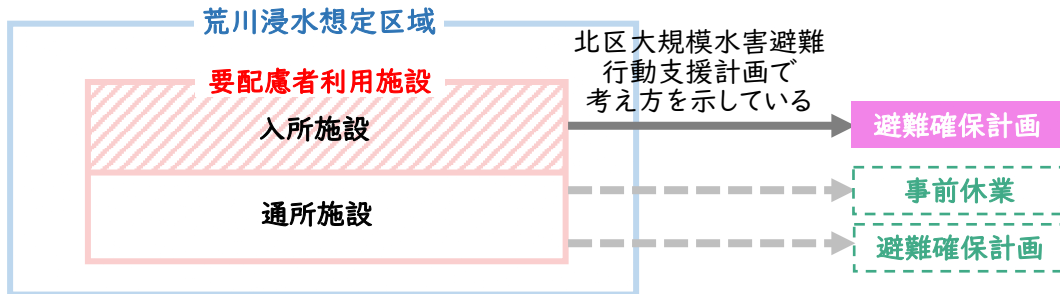 荒川浸水想定区域
要配慮者利用施設
入所施設
通所施設
北区大規模水害避難
行動支援計画で
考え方を示している
避難確保計画
事前休業
避難確保計画